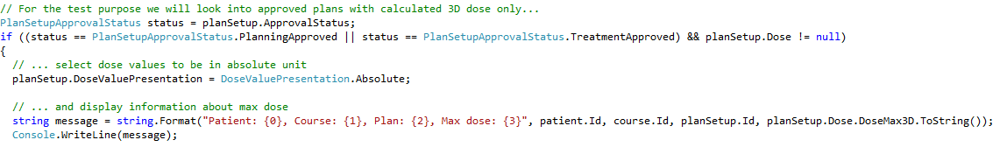 // For the test purpose we will look into approved plans with calculated 3D dose only...
PlanSetupApprovalStatus status = planSetup.ApprovalStatus;
if ((status == PlanSetupApprovalStatus.PlanningApproved || status == PlanSetupApprovalStatus.TreatmentApproved) && planSetup.Dose != null)
{
  // ... select dose values to be in absolute unit
  planSetup.DoseValuePresentation = DoseValuePresentation.Absolute;

  // ... and display information about max dose
  string message = string.Format("Patient: {0}, Course: {1}, Plan: {2}, Max dose: {3}", patient.Id, course.Id, planSetup.Id, planSetup.Dose.DoseMax3D.ToString());
  Console.WriteLine(message);